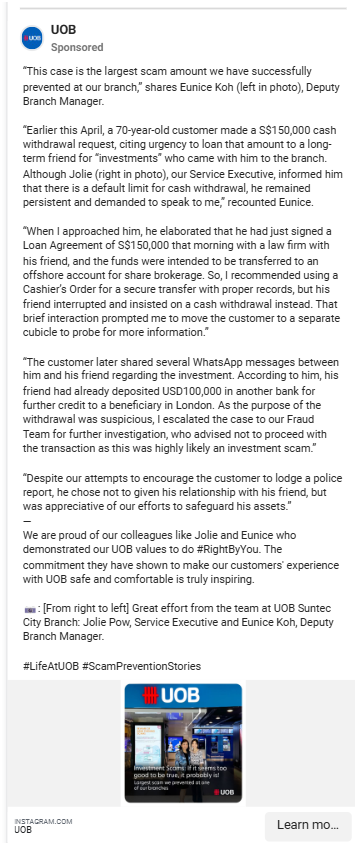 UOB
UOB
Sponsored
“This case is the largest scam amount we have successfully
prevented at our branch,” shares Eunice Koh (left in photo), Deputy
Branch Manager.
“Earlier this April, a 70-year-old customer made a S$150,000 cash
withdrawal request, citing urgency to loan that amount to a long-
term friend for “investments” who came with him to the branch.
Although Jolie (right in photo), our Service Executive, informed him
that there is a default limit for cash withdrawal, he remained
persistent and demanded to speak to me,” recounted Eunice.
“When I approached him, he elaborated that he had just signed a
Loan Agreement of S$150,000 that morning with a law firm with
his friend, and the funds were intended to be transferred to an
offshore account for share brokerage. So, I recommended using a
Cashier’s Order for a secure transfer with proper records, but his
friend interrupted and insisted on a cash withdrawal instead. That
brief interaction prompted me to move the customer to a separate
cubicle to probe for more information.”
“The customer later shared several WhatsApp messages between
him and his friend regarding the investment. According to him, his
friend had already deposited USD100,000 in another bank for
further credit to a beneficiary in London. As the purpose of the
withdrawal was suspicious, I escalated the case to our Fraud
Team for further investigation, who advised not to proceed with
the transaction as this was highly likely an investment scam.”
“Despite our attempts to encourage the customer to lodge a police
report, he chose not to given his relationship with his friend, but
was appreciative of our efforts to safeguard his assets.”
—
We are proud of our colleagues like Jolie and Eunice who
demonstrated our UOB values to do #RightByYou. The
commitment they have shown to make our customers’ experience
with UOB safe and comfortable is truly inspiring.
: [From right to left] Great effort from the team at UOB Suntec
City Branch: Jolie Pow, Service Executive and Eunice Koh, Deputy
Branch Manager.
#LifeAtUOB #ScamPreventionStories
UOB
Investment Scams: If it seems too
good to be true, it probably is!
Largest scam we prevented at one
of our branches
UOB
INSTAGRAM.COM
UOB
Learn mo...